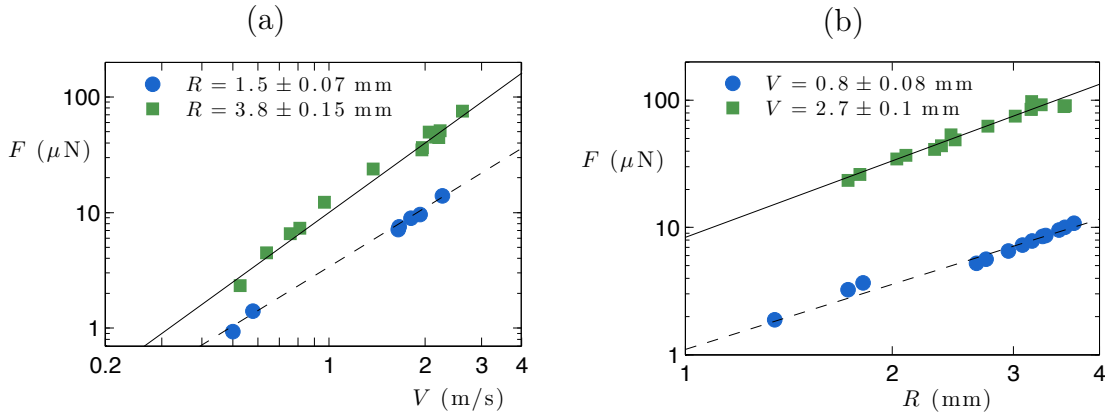 (a)
R = 1.5 ± 0.07 mm
R = 3.8 ± 0.15 mm
100
F (μN)
10
1
0.2
1
2
3
4
V (m/s)
(b)
V = 0.8 ± 0.08 mm
V = 2.7 ± 0.1 mm
100
F (μN)
10
1
1
2
3
4
R (mm)